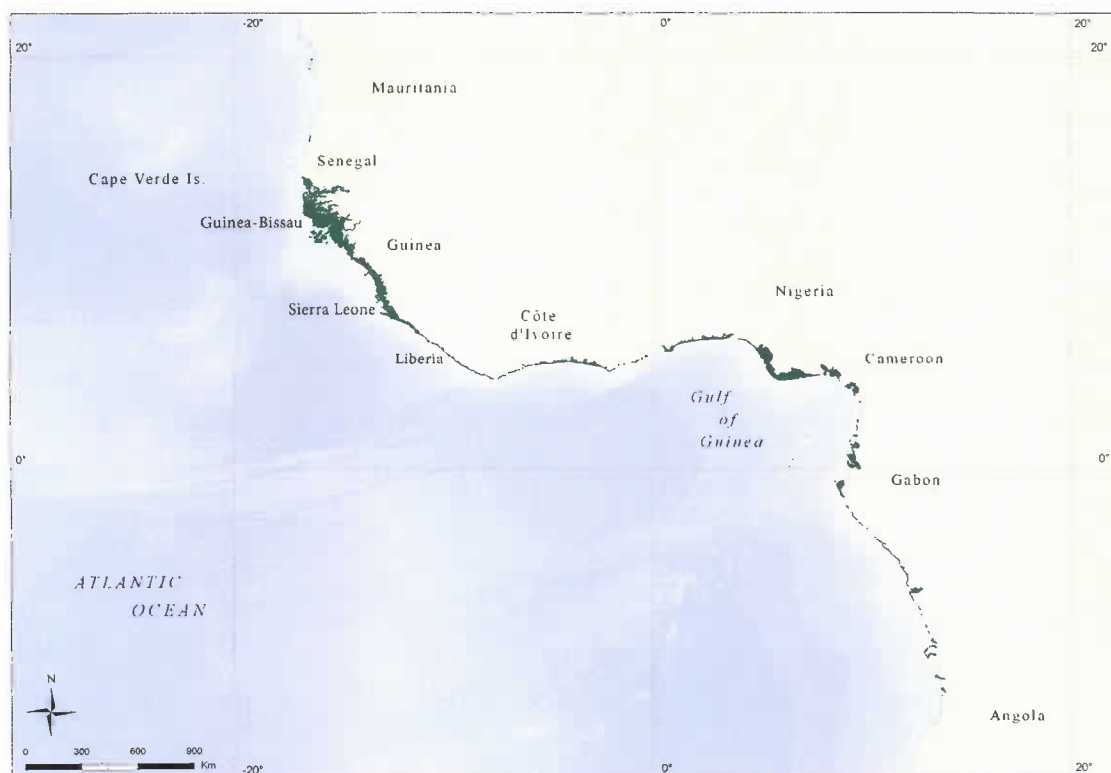 -20°
0°
20°
20°
20°
Mauritania
Senegal
Cape Verde Is.
Guinea-Bissau
Guinea
Nigeria
Sierra Leone
Côte
d'Ivoire
Liberia
Cameroon
Gulf
of
Guinea
0°
0°
Gabon
ATLANTIC
OCEAN
N
Angola
0 300 600 900
Km
-20°
0°
20°